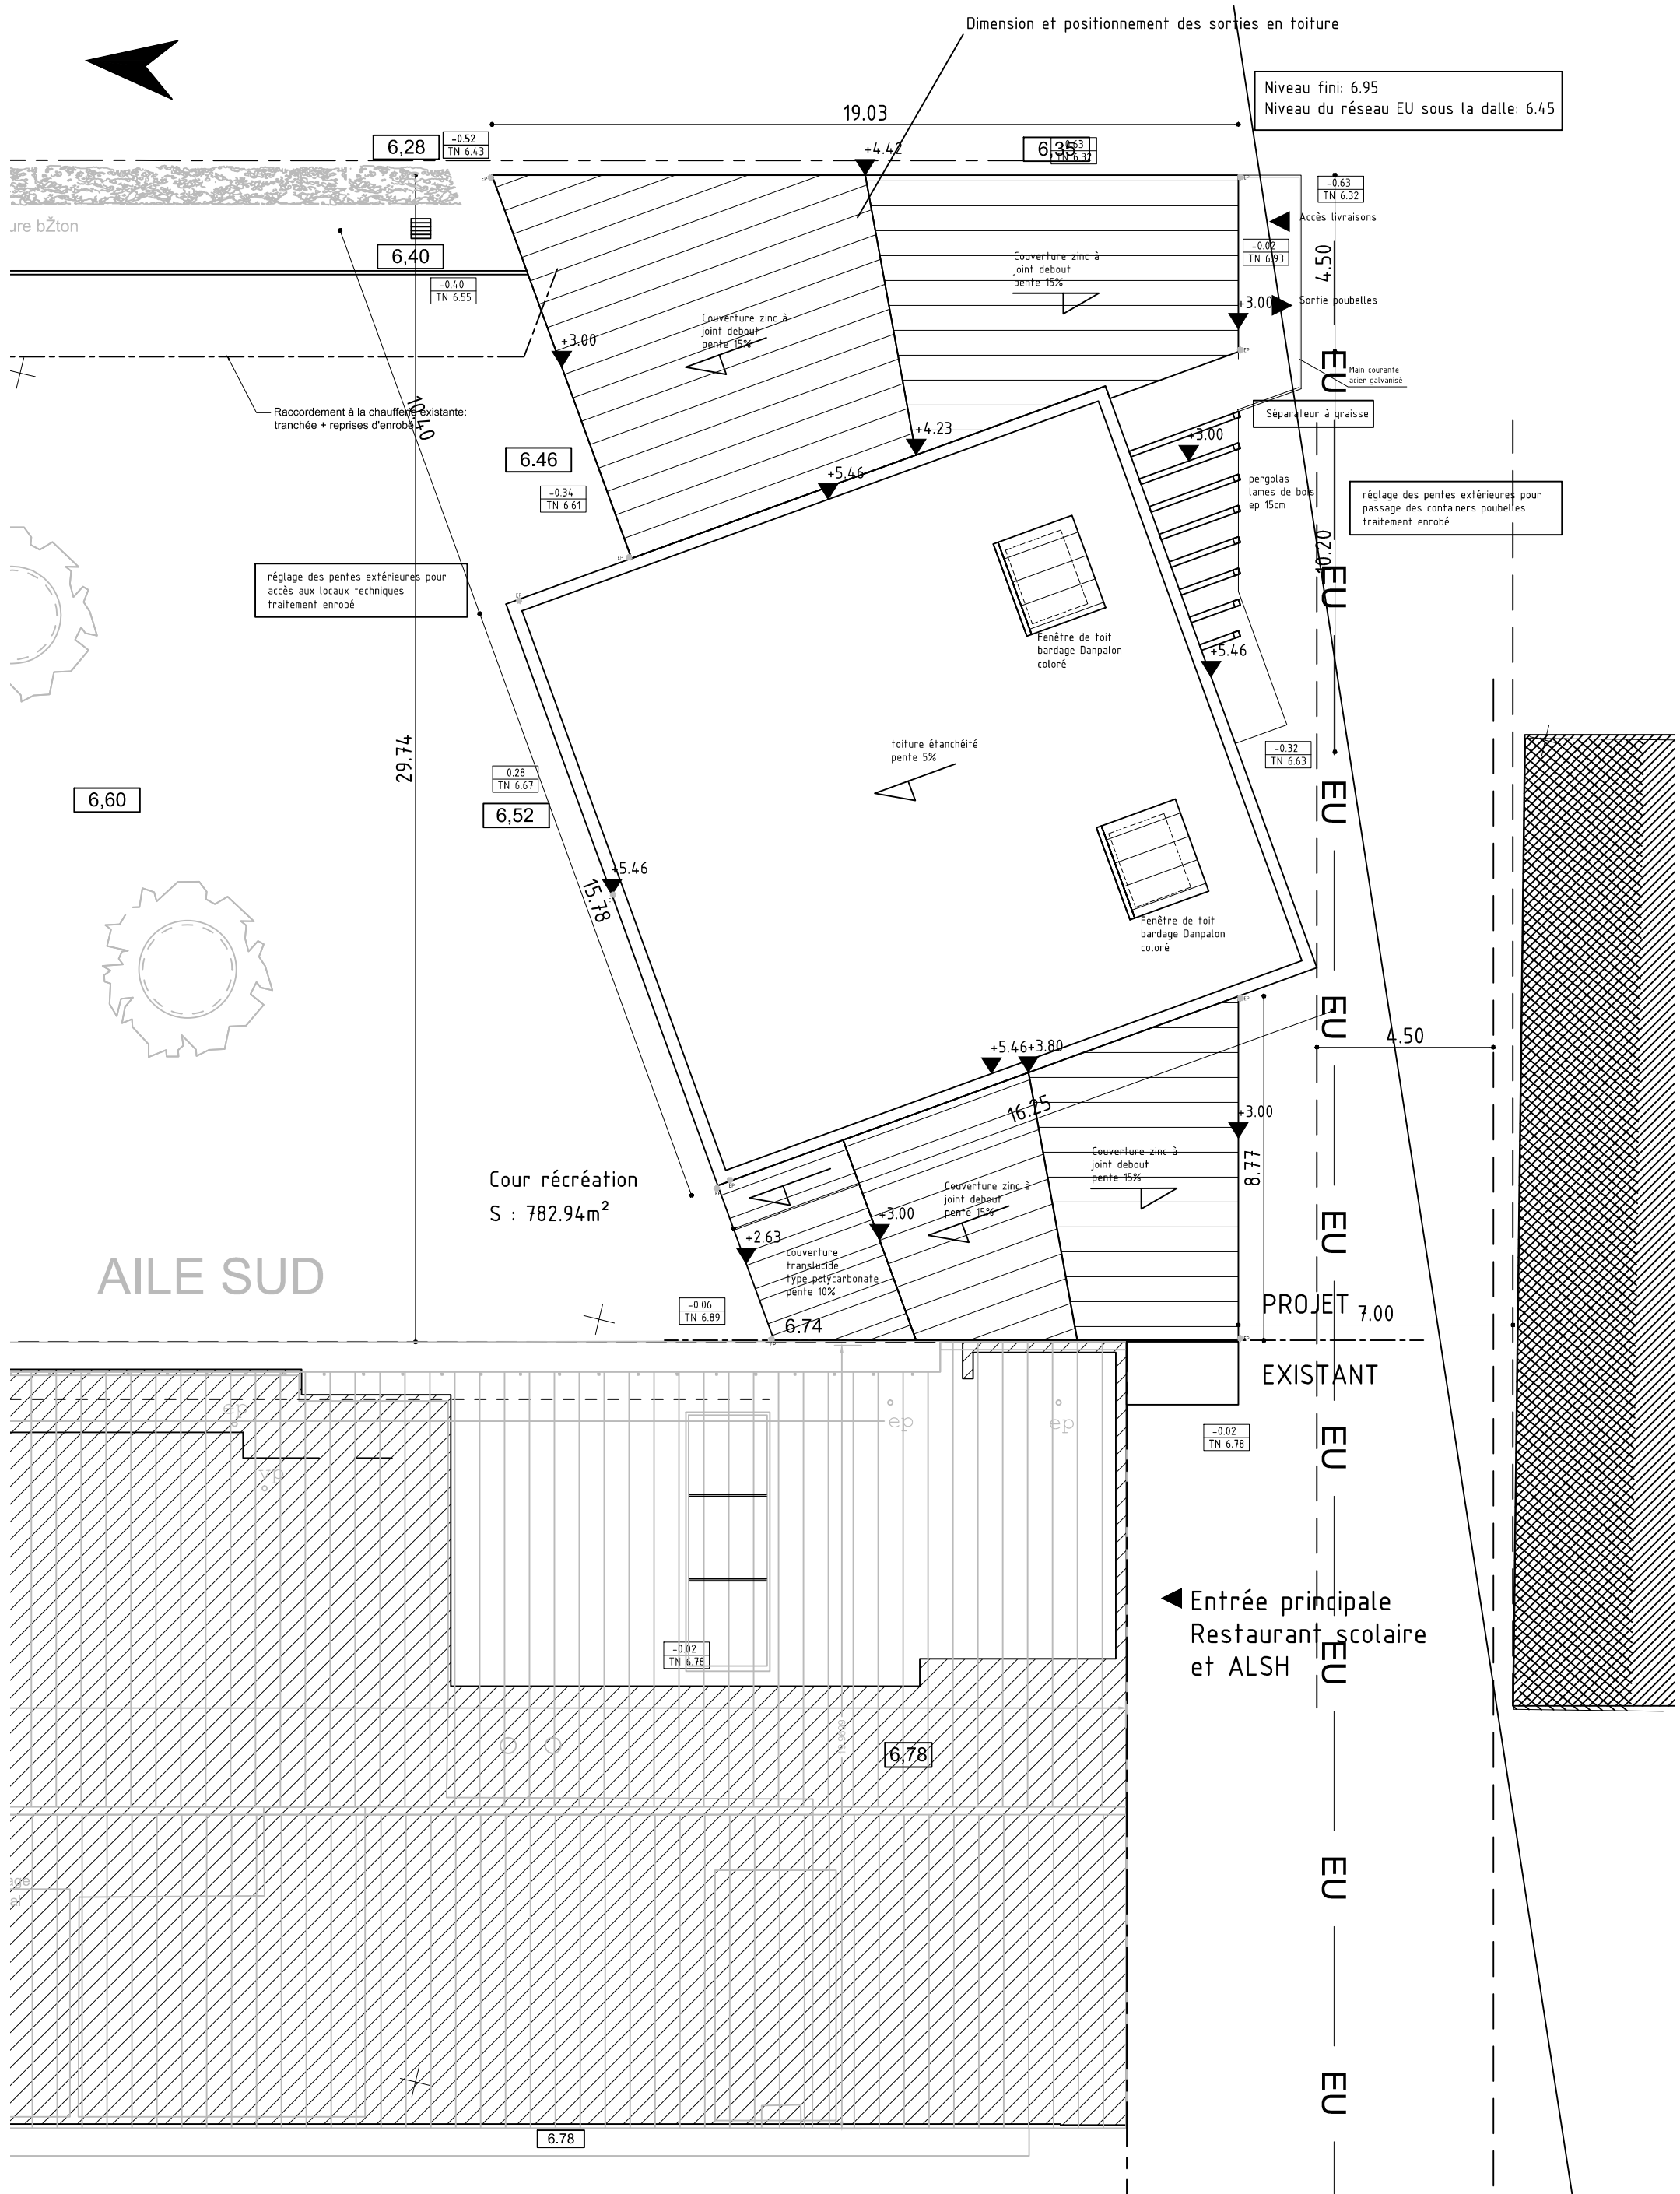 Dimension et positionnement des sorties en toiture
Niveau fini: 6.95
Niveau du réseau EU sous la dalle: 6.45
19.03
6,28
-0.52
TN 6.43
+4.42
6.35
-0.63
TN 6.32
Accès livraisons
ure bŽton
6,40
-0.40
TN 6.55
-0.02
TN 6.93
4.50
Couverture zinc à
joint debout
pente 15%
+3.00
Sortie poubelles
Couverture zinc à
joint debout
pente 15%
+3.00
EU
Main courante
acier galvanisé
Raccordement à la chaufferie existante:
tranchée + reprises d'enrobé
10.40
Séparateur à graisse
+4.23
+3.00
6.46
+5.46
-0.34
TN 6.61
pergolas
lames de bois
ep 15cm
réglage des pentes extérieures pour
passage des containers poubelles
traitement enrobé
10.20
EU
réglage des pentes extérieures pour
accès aux locaux techniques
traitement enrobé
Fenêtre de toit
bardage Danpalon
coloré
+5.46
29.74
toiture étanchéité
pente 5%
-0.32
TN 6.63
-0.28
TN 6.67
6,60
6,52
EU
+5.46
15.78
Fenêtre de toit
bardage Danpalon
coloré
EU
4.50
+5.46
+3.80
16.25
+3.00
8.77
Couverture zinc à
joint debout
pente 15%
Cour récréation
S : 782.94m²
Couverture zinc à
joint debout
pente 15%
+3.00
EU
+2.63
couverture
translucide
type polycarbonate
pente 10%
AILE SUD
-0.06
TN 6.89
6.74
PROJET
7.00
EXISTANT
ep
ep
ep
-0.02
TN 6.78
EU
vp
Entrée principale
Restaurant scolaire
et ALSH
EU
-0.02
TN 6.78
6,78
EU
EU
6.78